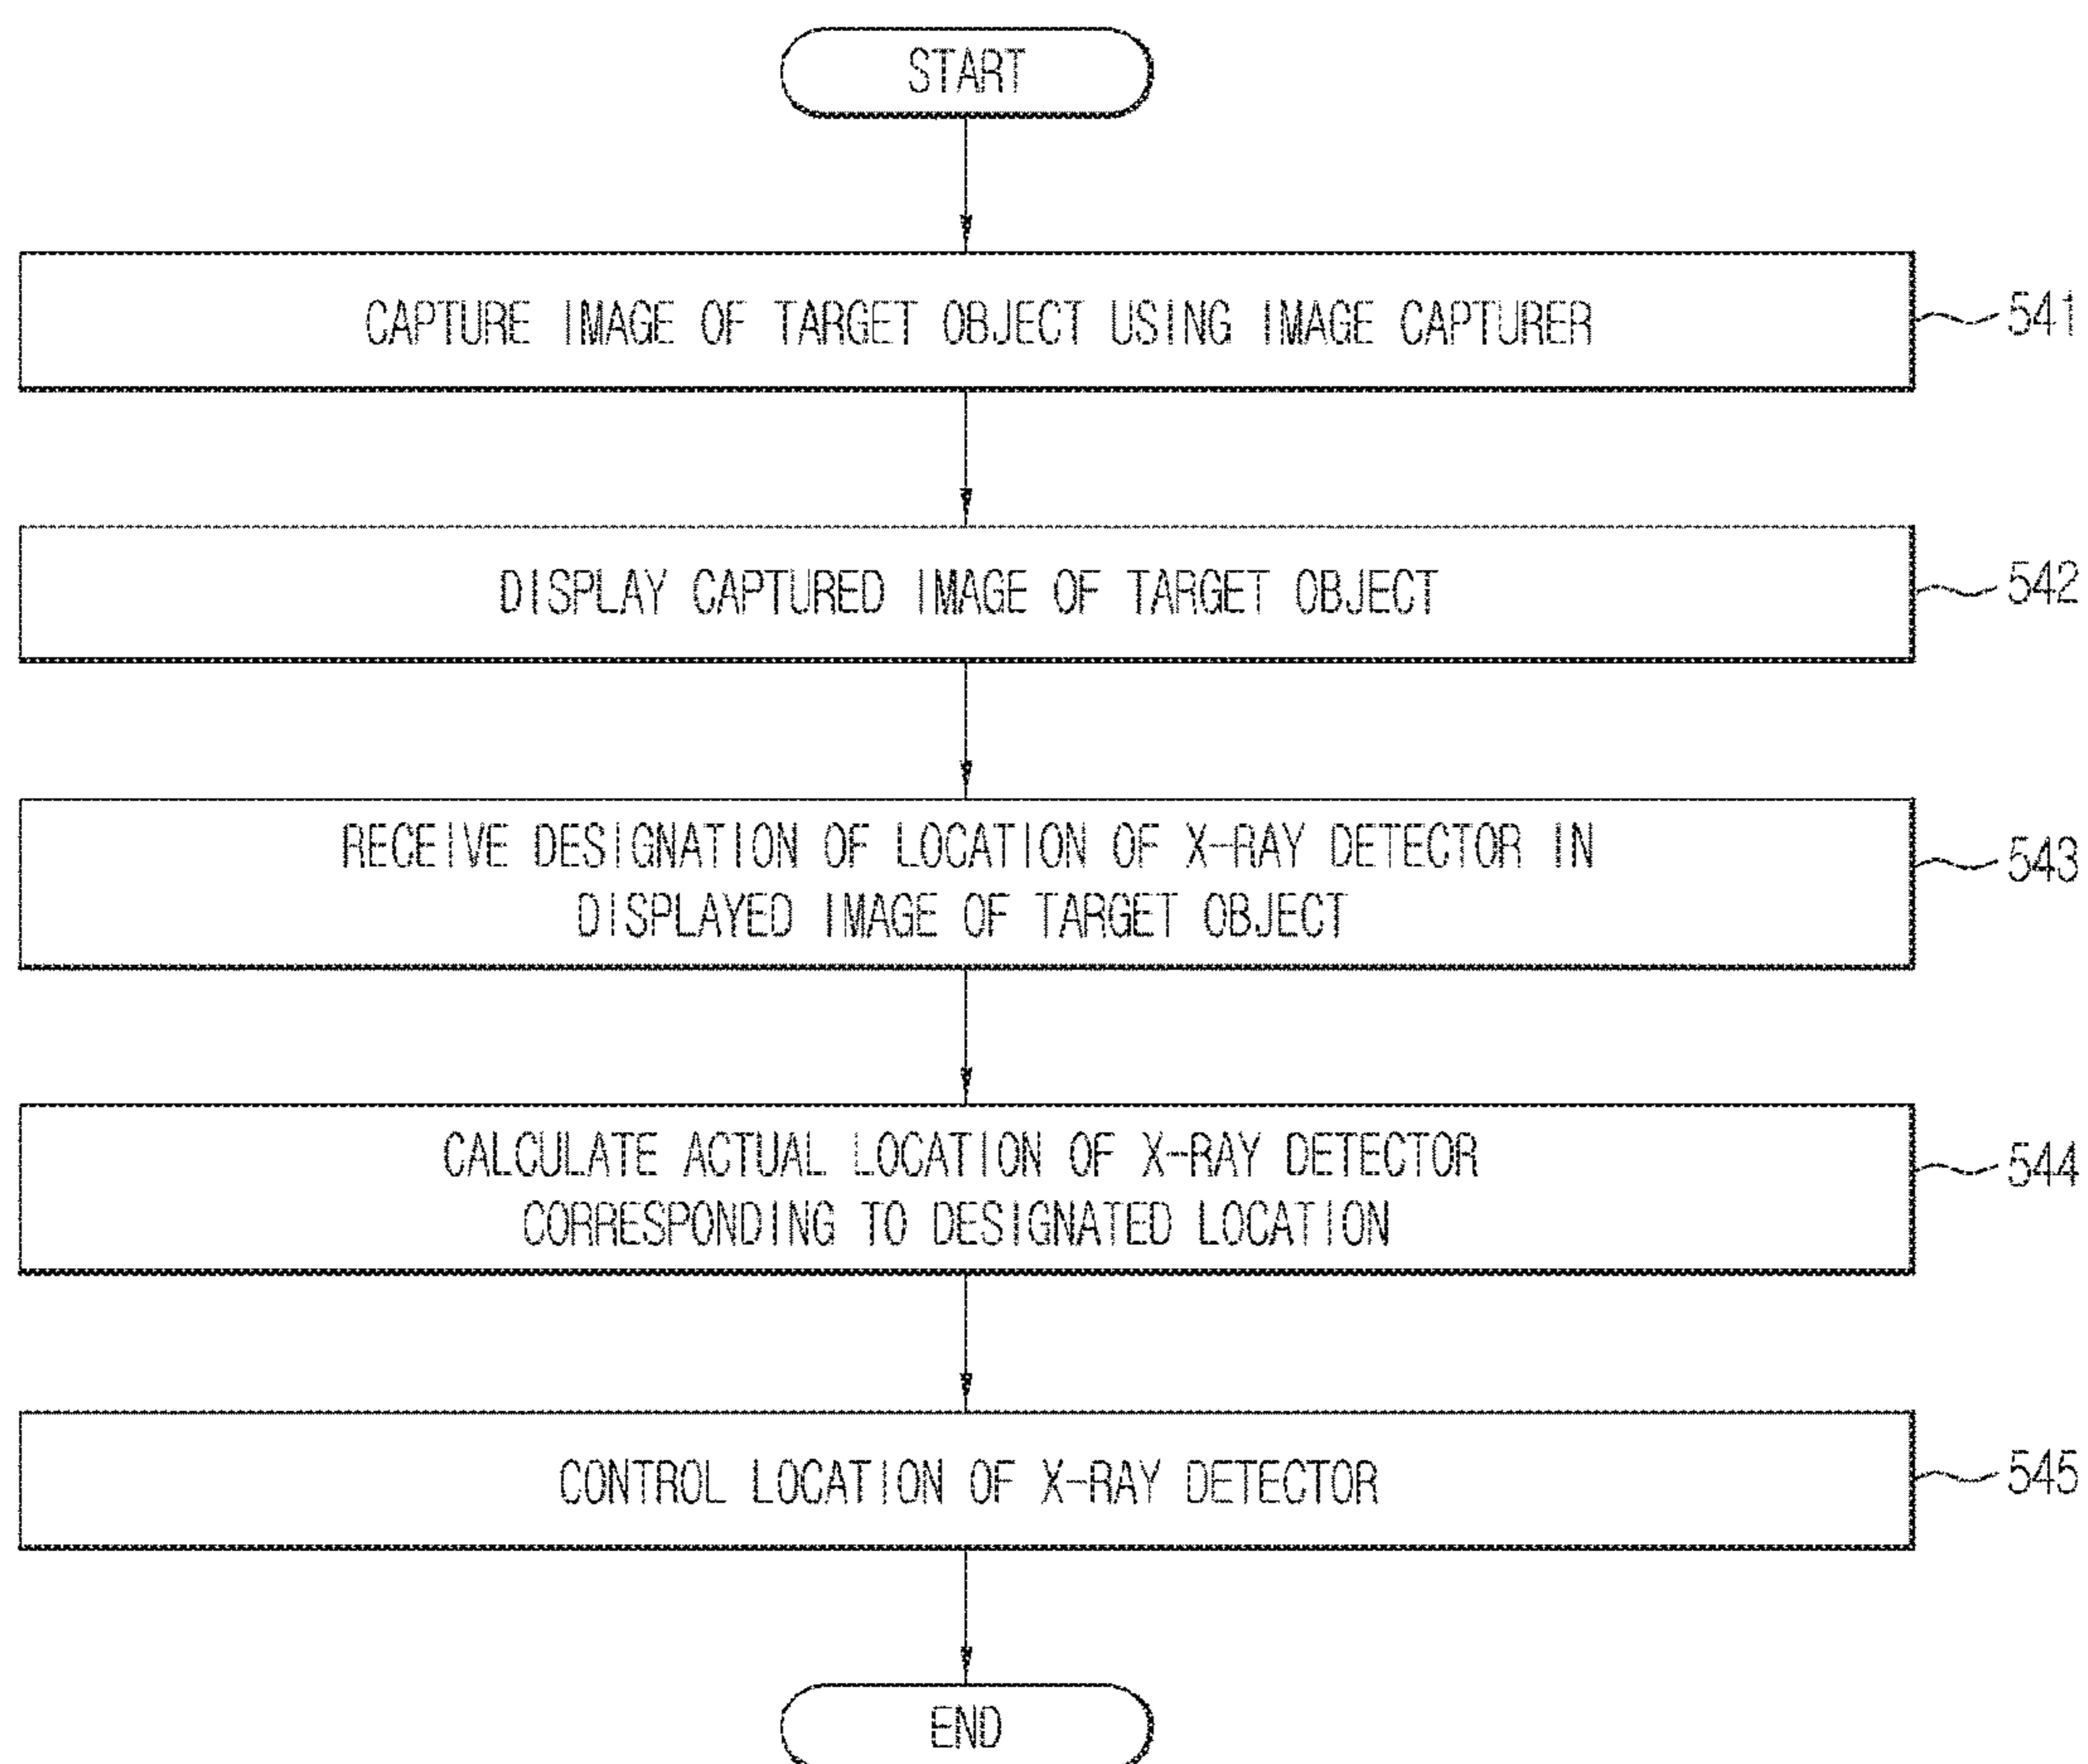 START
CAPTURE IMAGE OF TARGET OBJECT USING IMAGE CAPTURER
541
DISPLAY CAPTURED IMAGE OF TARGET OBJECT
542
RECEIVE DESIGNATION OF LOCATION OF X-RAY DETECTOR IN
DISPLAYED IMAGE OF TARGET OBJECT
543
CALCULATE ACTUAL LOCATION OF X-RAY DETECTOR
CORRESPONDING TO DESIGNATED LOCATION
544
CONTROL LOCATION OF X-RAY DETECTOR
545
END